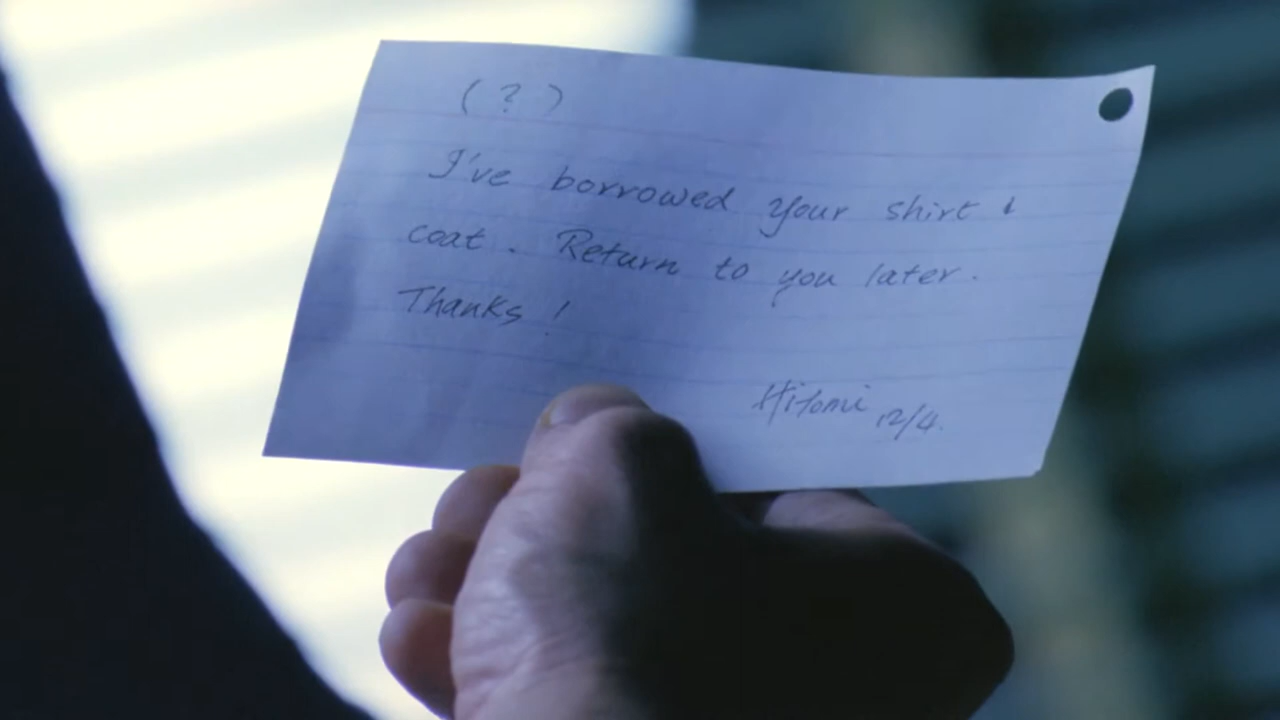 (?)
I've borrowed your shirt &
coat. Return to you later.
Thanks!
Hitomi 12/4.